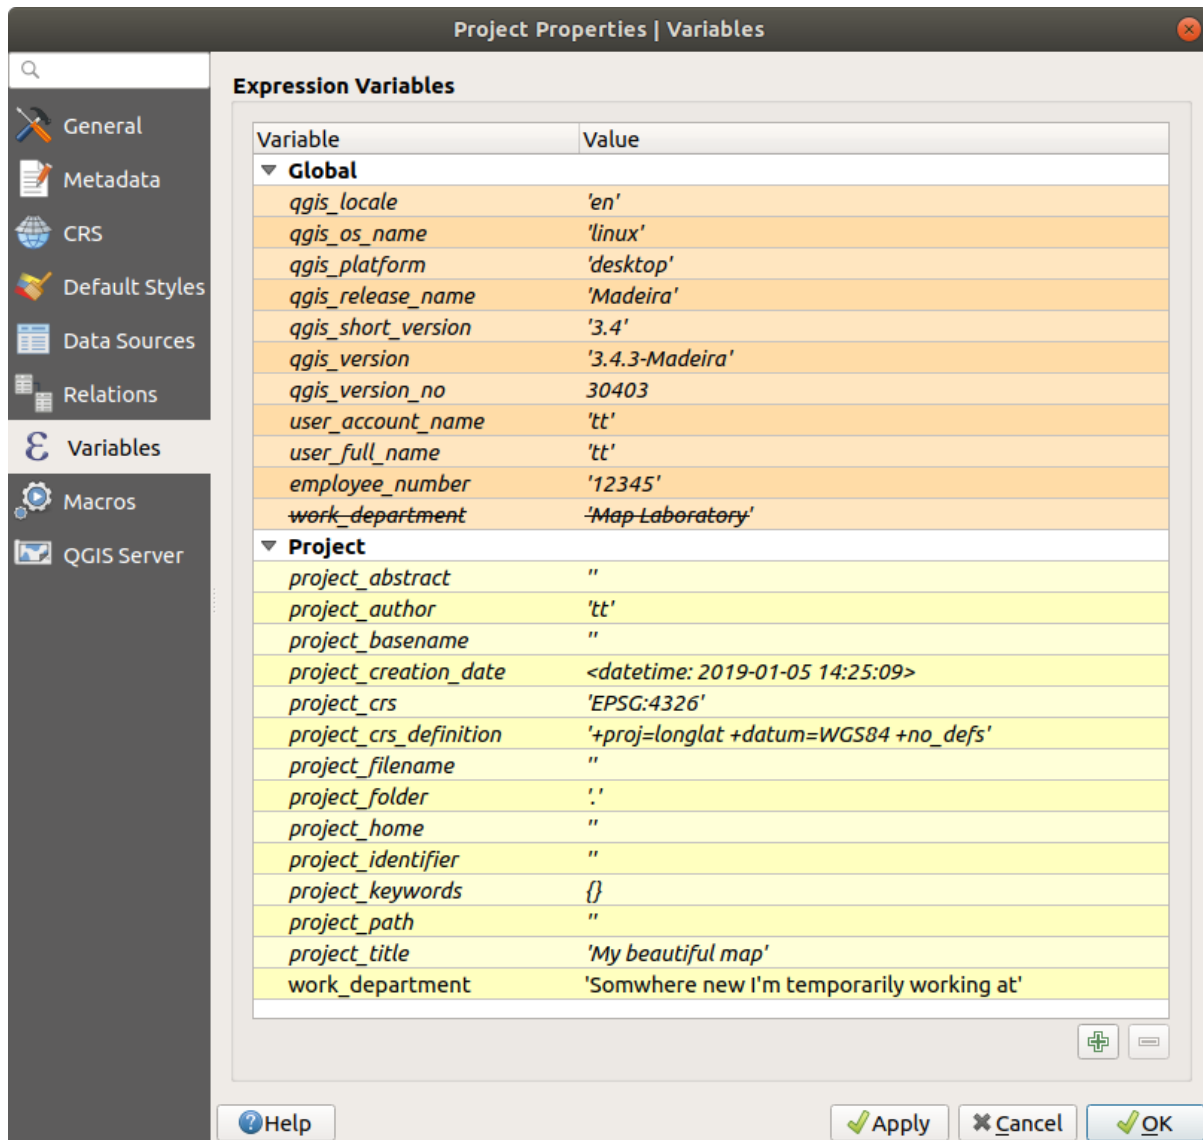 Project Properties | Variables
General
Metadata
CRS
Default Styles
Data Sources
Relations
Variables
Macros
QGIS Server
Expression Variables
Variable Value
Global
qgis_locale 'en'
qgis_os_name 'linux'
qgis_platform 'desktop'
qgis_release_name 'Madeira'
qgis_short_version '3.4'
qgis_version '3.4.3-Madeira'
qgis_version_no 30403
user_account_name 'tt'
user_full_name 'tt'
employee_number '12345'
work_department 'Map Laboratory'
Project
project_abstract ''
project_author 'tt'
project_basename ''
project_creation_date <datetime: 2019-01-05 14:25:09>
project_crs 'EPSG:4326'
project_crs_definition '+proj=longlat +datum=WGS84 +no_defs'
project_filename ''
project_folder '.'
project_home ''
project_identifier ''
project_keywords {}
project_path ''
project_title 'My beautiful map'
work_department 'Somwhere new I'm temporarily working at'
Help Apply Cancel OK